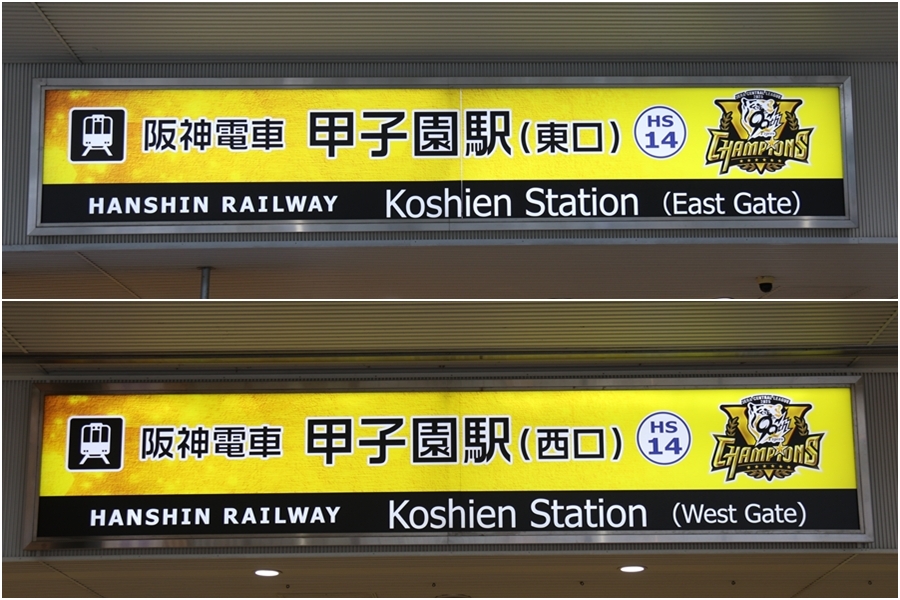 阪神電車 甲子園駅(東口) HS 14
CHAMPIONS
HANSHIN RAILWAY Koshien Station (East Gate)
阪神電車 甲子園駅(西口) HS 14
CHAMPIONS
HANSHIN RAILWAY Koshien Station (West Gate)